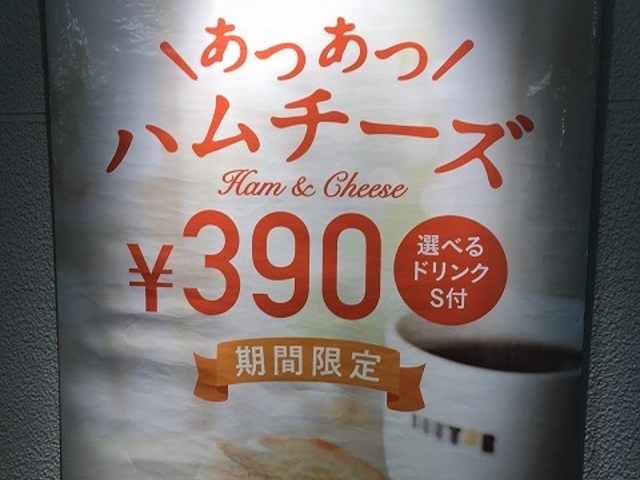 あつあつ
ハムチーズ
Ham & Cheese
¥390
選べる
ドリンク
S付
期間限定